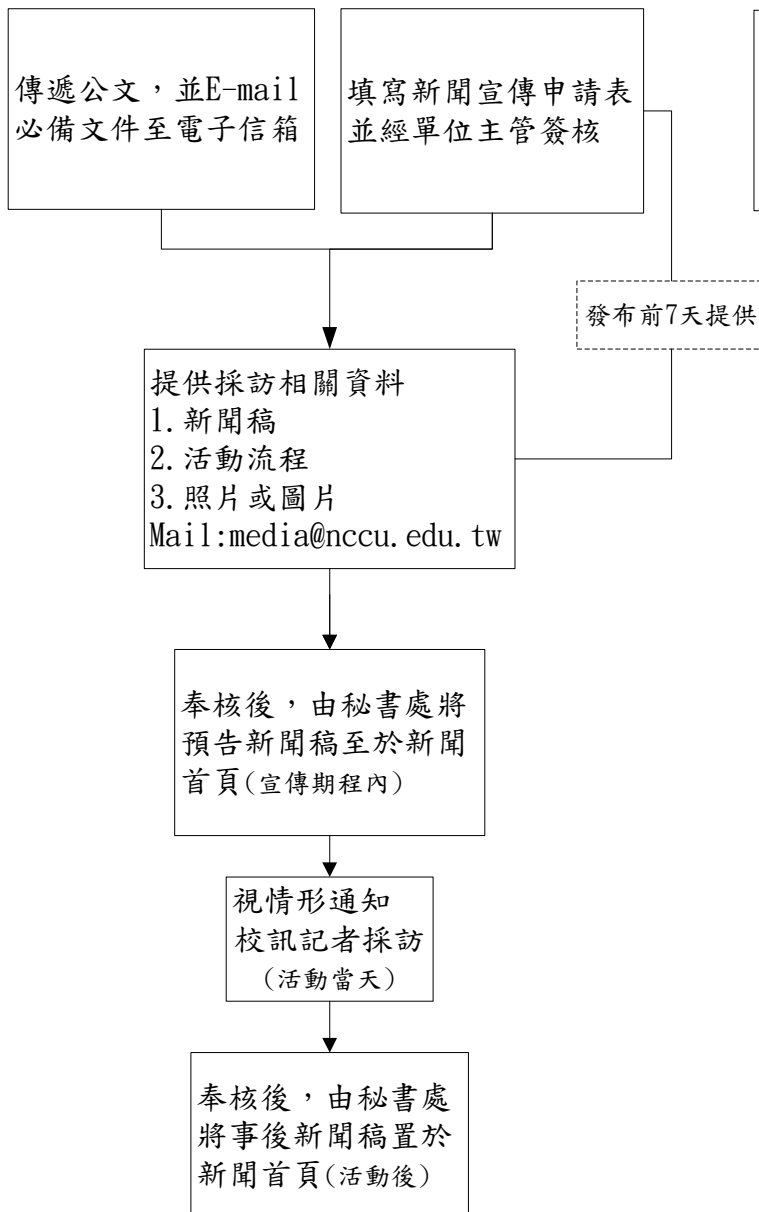 傳遞公文，並E-mail
必備文件至電子信箱
填寫新聞宣傳申請表
並經單位主管簽核
發布前7天提供
提供採訪相關資料
1.新聞稿
2.活動流程
3.照片或圖片
Mail:media@nccu.edu.tw
奉核後，由秘書處將
預告新聞稿至於新聞
首頁(宣傳期程內)
視情形通知
校訊記者採訪
(活動當天)
奉核後，由秘書處
將事後新聞稿置於
新聞首頁(活動後)